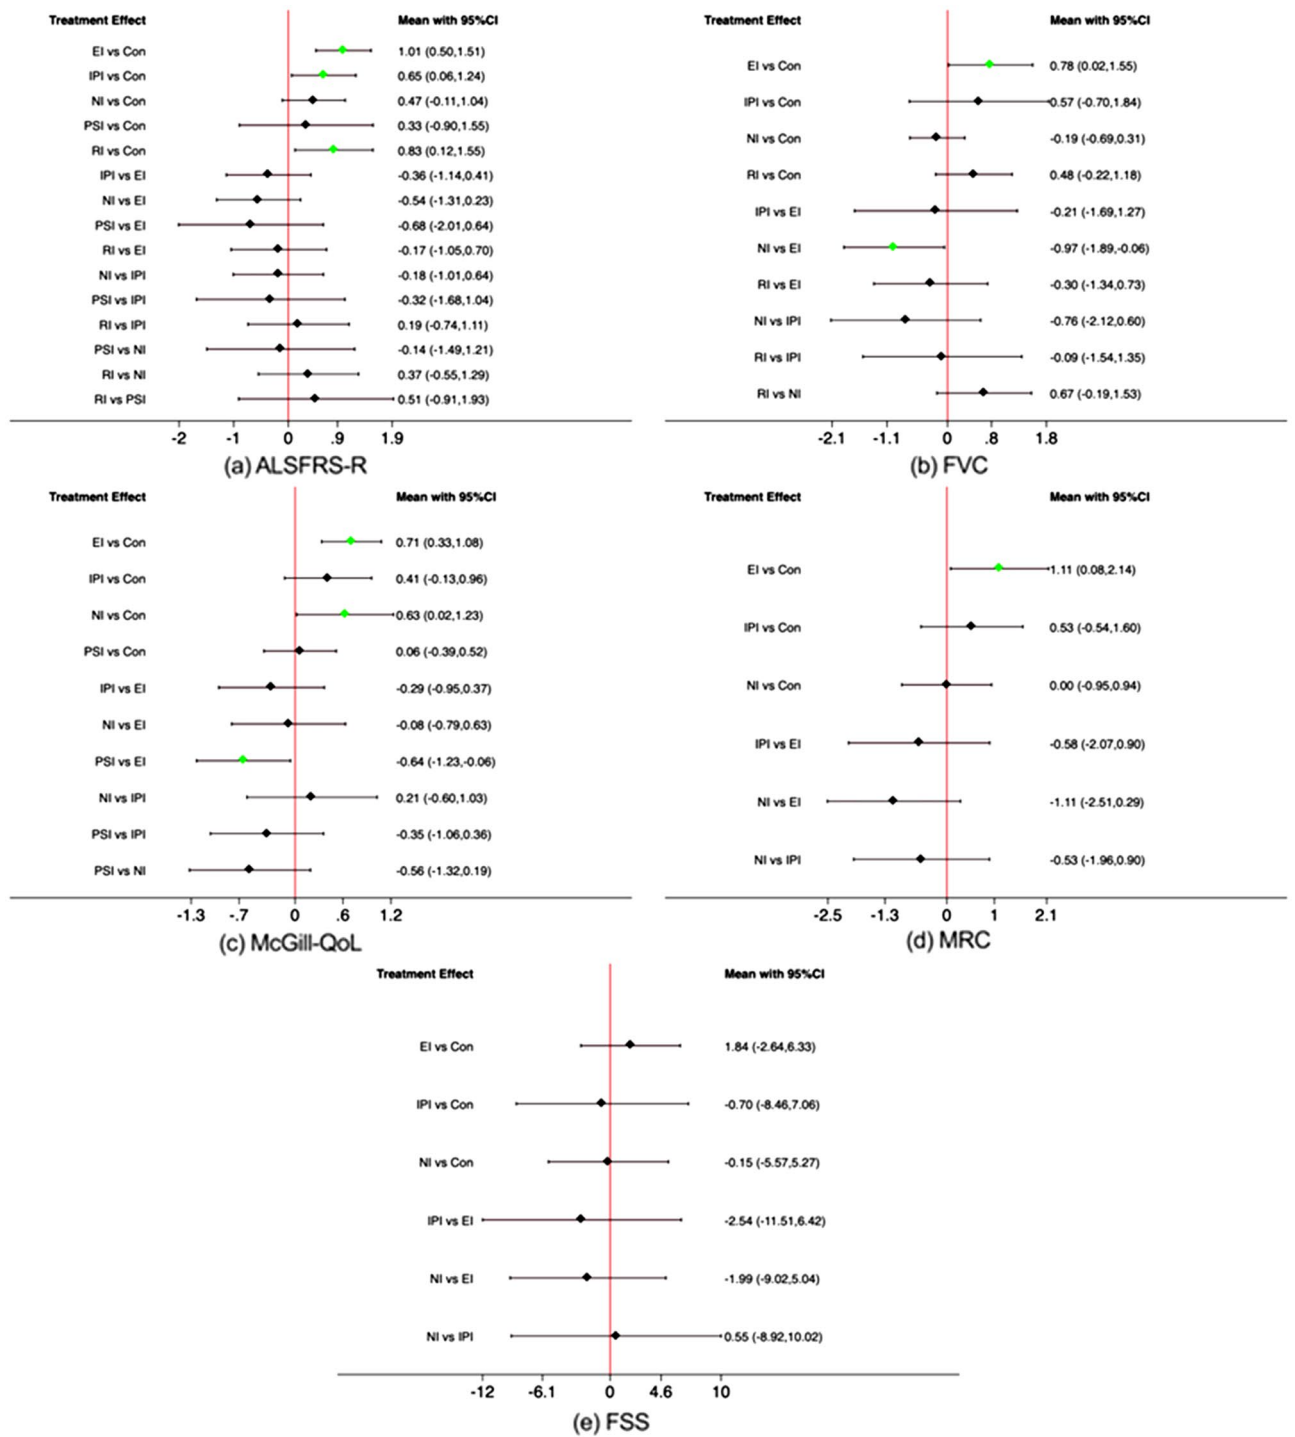 Treatment Effect Mean with 95%CI
EI vs Con 1.01 (0.50,1.51)
IPI vs Con 0.65 (0.06,1.24)
NI vs Con 0.47 (-0.11,1.04)
PSI vs Con 0.33 (-0.90,1.55)
RI vs Con 0.83 (0.12,1.55)
IPI vs EI -0.36 (-1.14,0.41)
NI vs EI -0.54 (-1.31,0.23)
PSI vs EI -0.68 (-2.01,0.64)
RI vs EI -0.17 (-1.05,0.70)
NI vs IPI -0.18 (-1.01,0.64)
PSI vs IPI -0.32 (-1.68,1.04)
RI vs IPI 0.19 (-0.74,1.11)
PSI vs NI -0.14 (-1.49,1.21)
RI vs NI 0.37 (-0.55,1.29)
RI vs PSI 0.51 (-0.91,1.93)
-2 -1 0 .9 1.9
(a) ALSFRS-R
Treatment Effect Mean with 95%CI
EI vs Con 0.78 (0.02,1.55)
IPI vs Con 0.57 (-0.70,1.84)
NI vs Con -0.19 (-0.69,0.31)
RI vs Con 0.48 (-0.22,1.18)
IPI vs EI -0.21 (-1.69,1.27)
NI vs EI -0.97 (-1.89,-0.06)
RI vs EI -0.30 (-1.34,0.73)
NI vs IPI -0.76 (-2.12,0.60)
RI vs IPI -0.09 (-1.54,1.35)
RI vs NI 0.67 (-0.19,1.53)
-2.1 -1.1 0 .8 1.8
(b) FVC
Treatment Effect Mean with 95%CI
EI vs Con 0.71 (0.33,1.08)
IPI vs Con 0.41 (-0.13,0.96)
NI vs Con 0.63 (0.02,1.23)
PSI vs Con 0.06 (-0.39,0.52)
IPI vs EI -0.29 (-0.95,0.37)
NI vs EI -0.08 (-0.79,0.63)
PSI vs EI -0.64 (-1.23,-0.06)
NI vs IPI 0.21 (-0.60,1.03)
PSI vs IPI -0.35 (-1.06,0.36)
PSI vs NI -0.56 (-1.32,0.19)
-1.3 -.7 0 .6 1.2
(c) McGill-QoL
Treatment Effect Mean with 95%CI
EI vs Con 1.11 (0.08,2.14)
IPI vs Con 0.53 (-0.54,1.60)
NI vs Con 0.00 (-0.95,0.94)
IPI vs EI -0.58 (-2.07,0.90)
NI vs EI -1.11 (-2.51,0.29)
NI vs IPI -0.53 (-1.96,0.90)
-2.5 -1.3 0 1 2.1
(d) MRC
Treatment Effect Mean with 95%CI
EI vs Con 1.84 (-2.64,6.33)
IPI vs Con -0.70 (-8.46,7.06)
NI vs Con -0.15 (-5.57,5.27)
IPI vs EI -2.54 (-11.51,6.42)
NI vs EI -1.99 (-9.02,5.04)
NI vs IPI 0.55 (-8.92,10.02)
-12 -6.1 0 4.6 10
(e) FSS